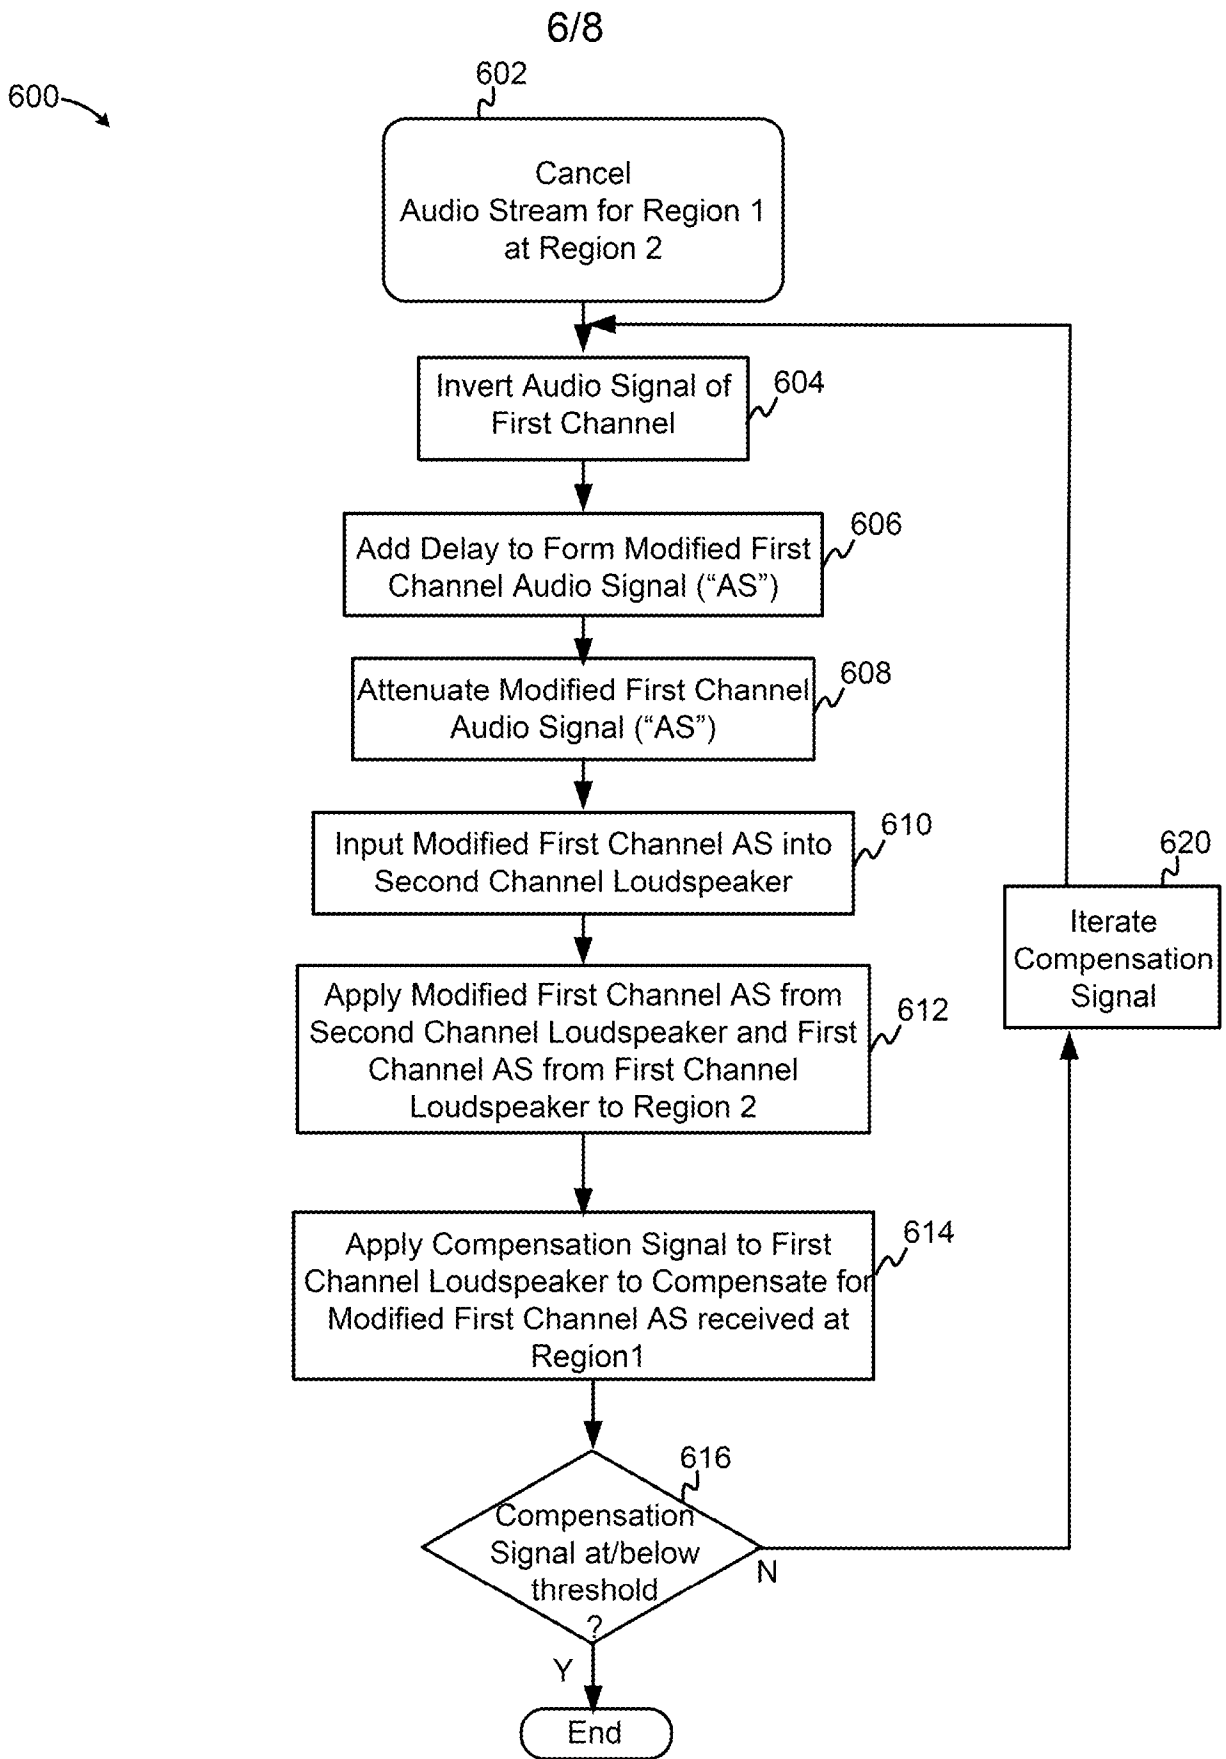 6/8
600
602
Cancel
Audio Stream for Region 1
at Region 2
Invert Audio Signal of
First Channel
604
Add Delay to Form Modified First
Channel Audio Signal (“AS”)
606
Attenuate Modified First Channel
Audio Signal (“AS”)
608
Input Modified First Channel AS into
Second Channel Loudspeaker
610
Apply Modified First Channel AS from
Second Channel Loudspeaker and First
Channel AS from First Channel
Loudspeaker to Region 2
612
Apply Compensation Signal to First
Channel Loudspeaker to Compensate for
Modified First Channel AS received at
Region1
614
Compensation
Signal at/below
threshold
?
616
N
Y
620
Iterate
Compensation
Signal
End